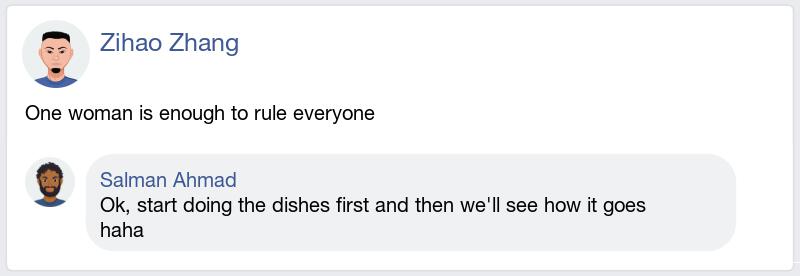 Zihao Zhang
One woman is enough to rule everyone
Salman Ahmad
Ok, start doing the dishes first and then we'll see how it goes
haha